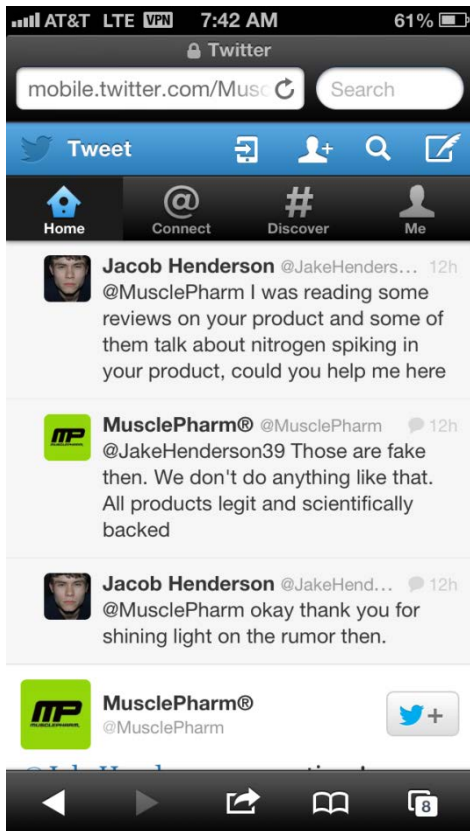 AT&T LTE VPN 7:42 AM 61%
Twitter
mobile.twitter.com/Musc
Search
Tweet
Home Connect Discover Me
Jacob Henderson @JakeHenders... 12h
@MusclePharm I was reading some
reviews on your product and some of
them talk about nitrogen spiking in
your product, could you help me here
MP
MusclePharm® @MusclePharm 12h
@JakeHenderson39 Those are fake
then. We don't do anything like that.
All products legit and scientifically
backed
Jacob Henderson @JakeHend... 12h
@MusclePharm okay thank you for
shining light on the rumor then.
MP
MUSCLEPHARM
MusclePharm®
@MusclePharm
8